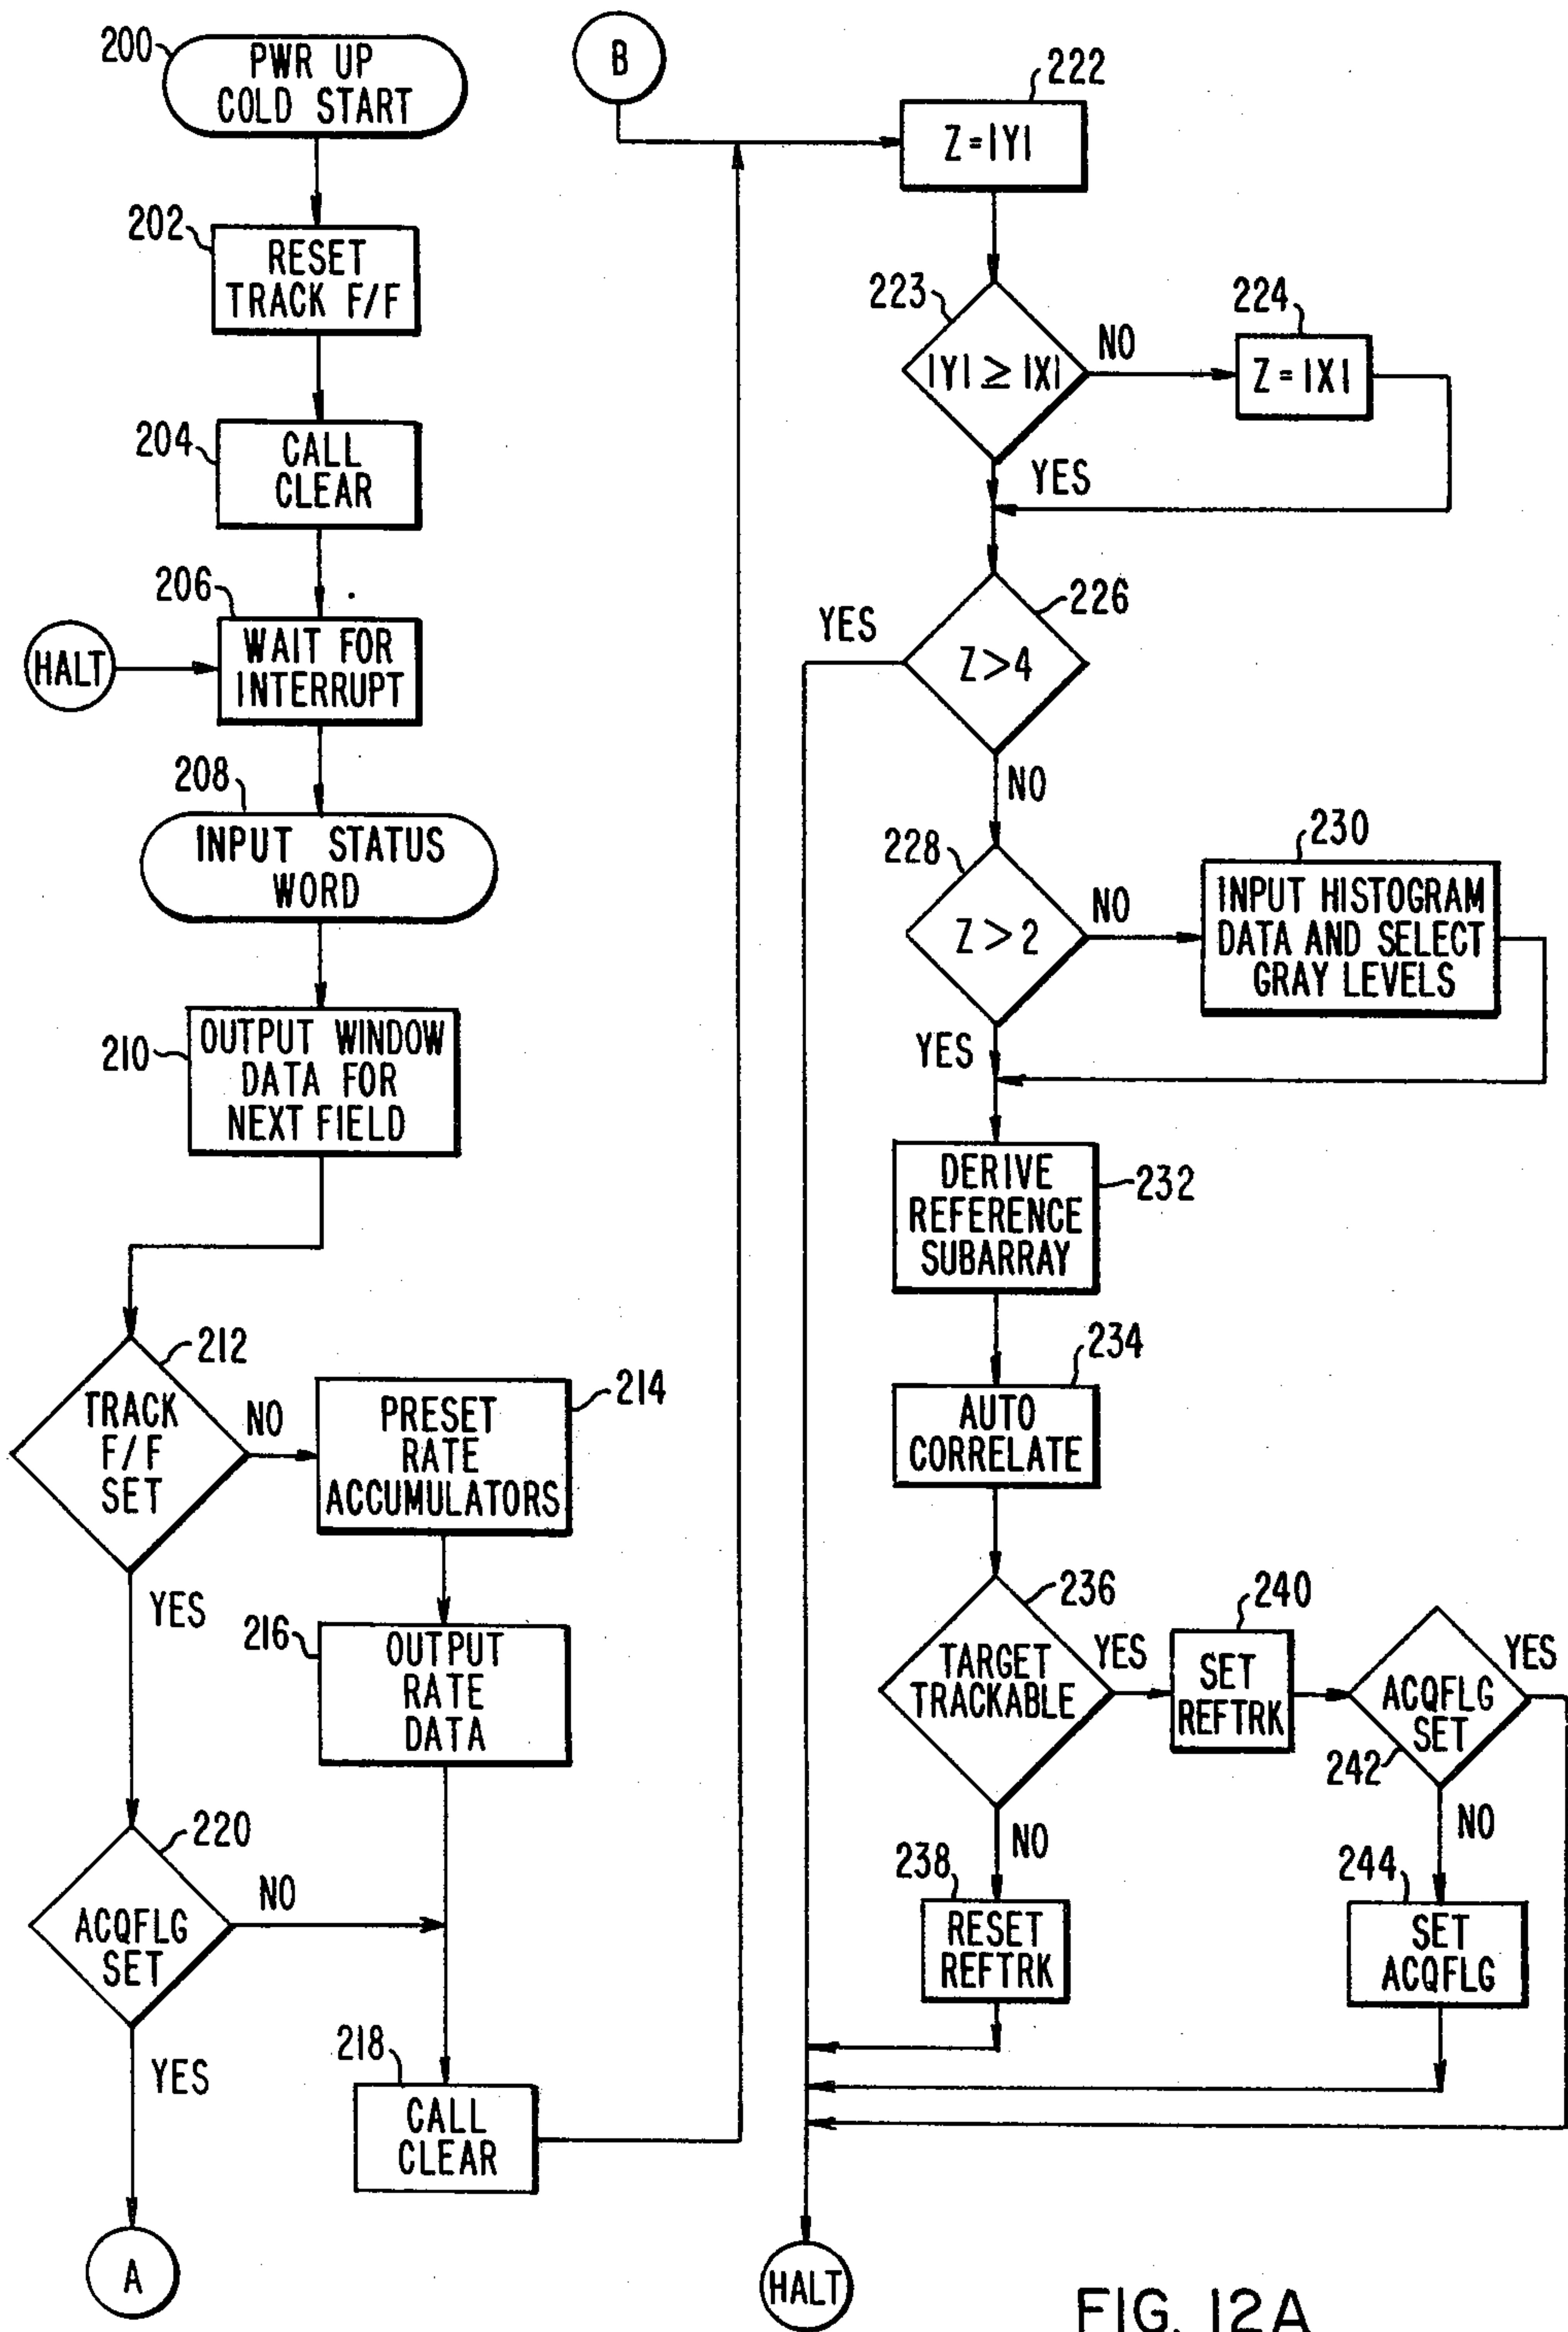 200
PWR UP
COLD START
202
RESET
TRACK F/F
204
CALL
CLEAR
206
HALT
WAIT FOR
INTERRUPT
208
INPUT STATUS
WORD
210
OUTPUT WINDOW
DATA FOR
NEXT FIELD
212
TRACK
F/F
SET
NO
YES
214
PRESET
RATE
ACCUMULATORS
216
OUTPUT
RATE
DATA
220
ACQFLG
SET
NO
YES
218
CALL
CLEAR
A
B
222
Z=|Y|
223
|Y| ≥ |X|
NO
YES
224
Z=|X|
226
Z>4
YES
NO
228
Z>2
NO
YES
230
INPUT HISTOGRAM
DATA AND SELECT
GRAY LEVELS
232
DERIVE
REFERENCE
SUBARRAY
234
AUTO
CORRELATE
236
TARGET
TRACKABLE
YES
NO
240
SET
REFTRK
ACQFLG
SET
242
YES
NO
238
RESET
REFTRK
244
SET
ACQFLG
HALT
FIG. 12A